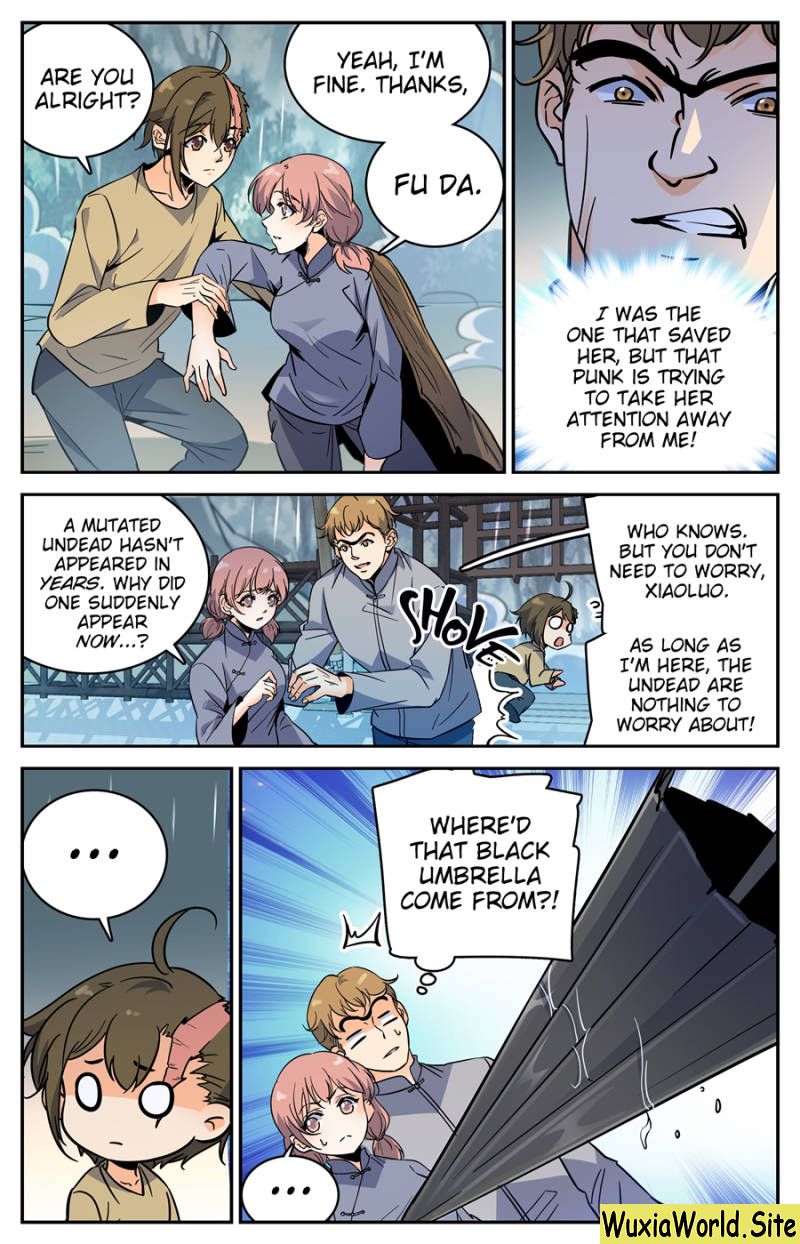 ARE YOU
ALRIGHT?
YEAH, I'M
FINE. THANKS,
FU DA.
I WAS THE
ONE THAT SAVED
HER, BUT THAT
PUNK IS TRYING
TO TAKE HER
ATTENTION AWAY
FROM ME!
A MUTATED
UNDEAD HASN'T
APPEARED IN
YEARS. WHY DID
ONE SUDDENLY
APPEAR
NOW...?
SHOVE
WHO KNOWS.
BUT YOU DON'T
NEED TO WORRY,
XIAOLUO.
AS LONG AS
I'M HERE, THE
UNDEAD ARE
NOTHING TO
WORRY ABOUT!
...
WHERE'D
THAT BLACK
UMBRELLA
COME FROM?!
...
WuxiaWorld.Site